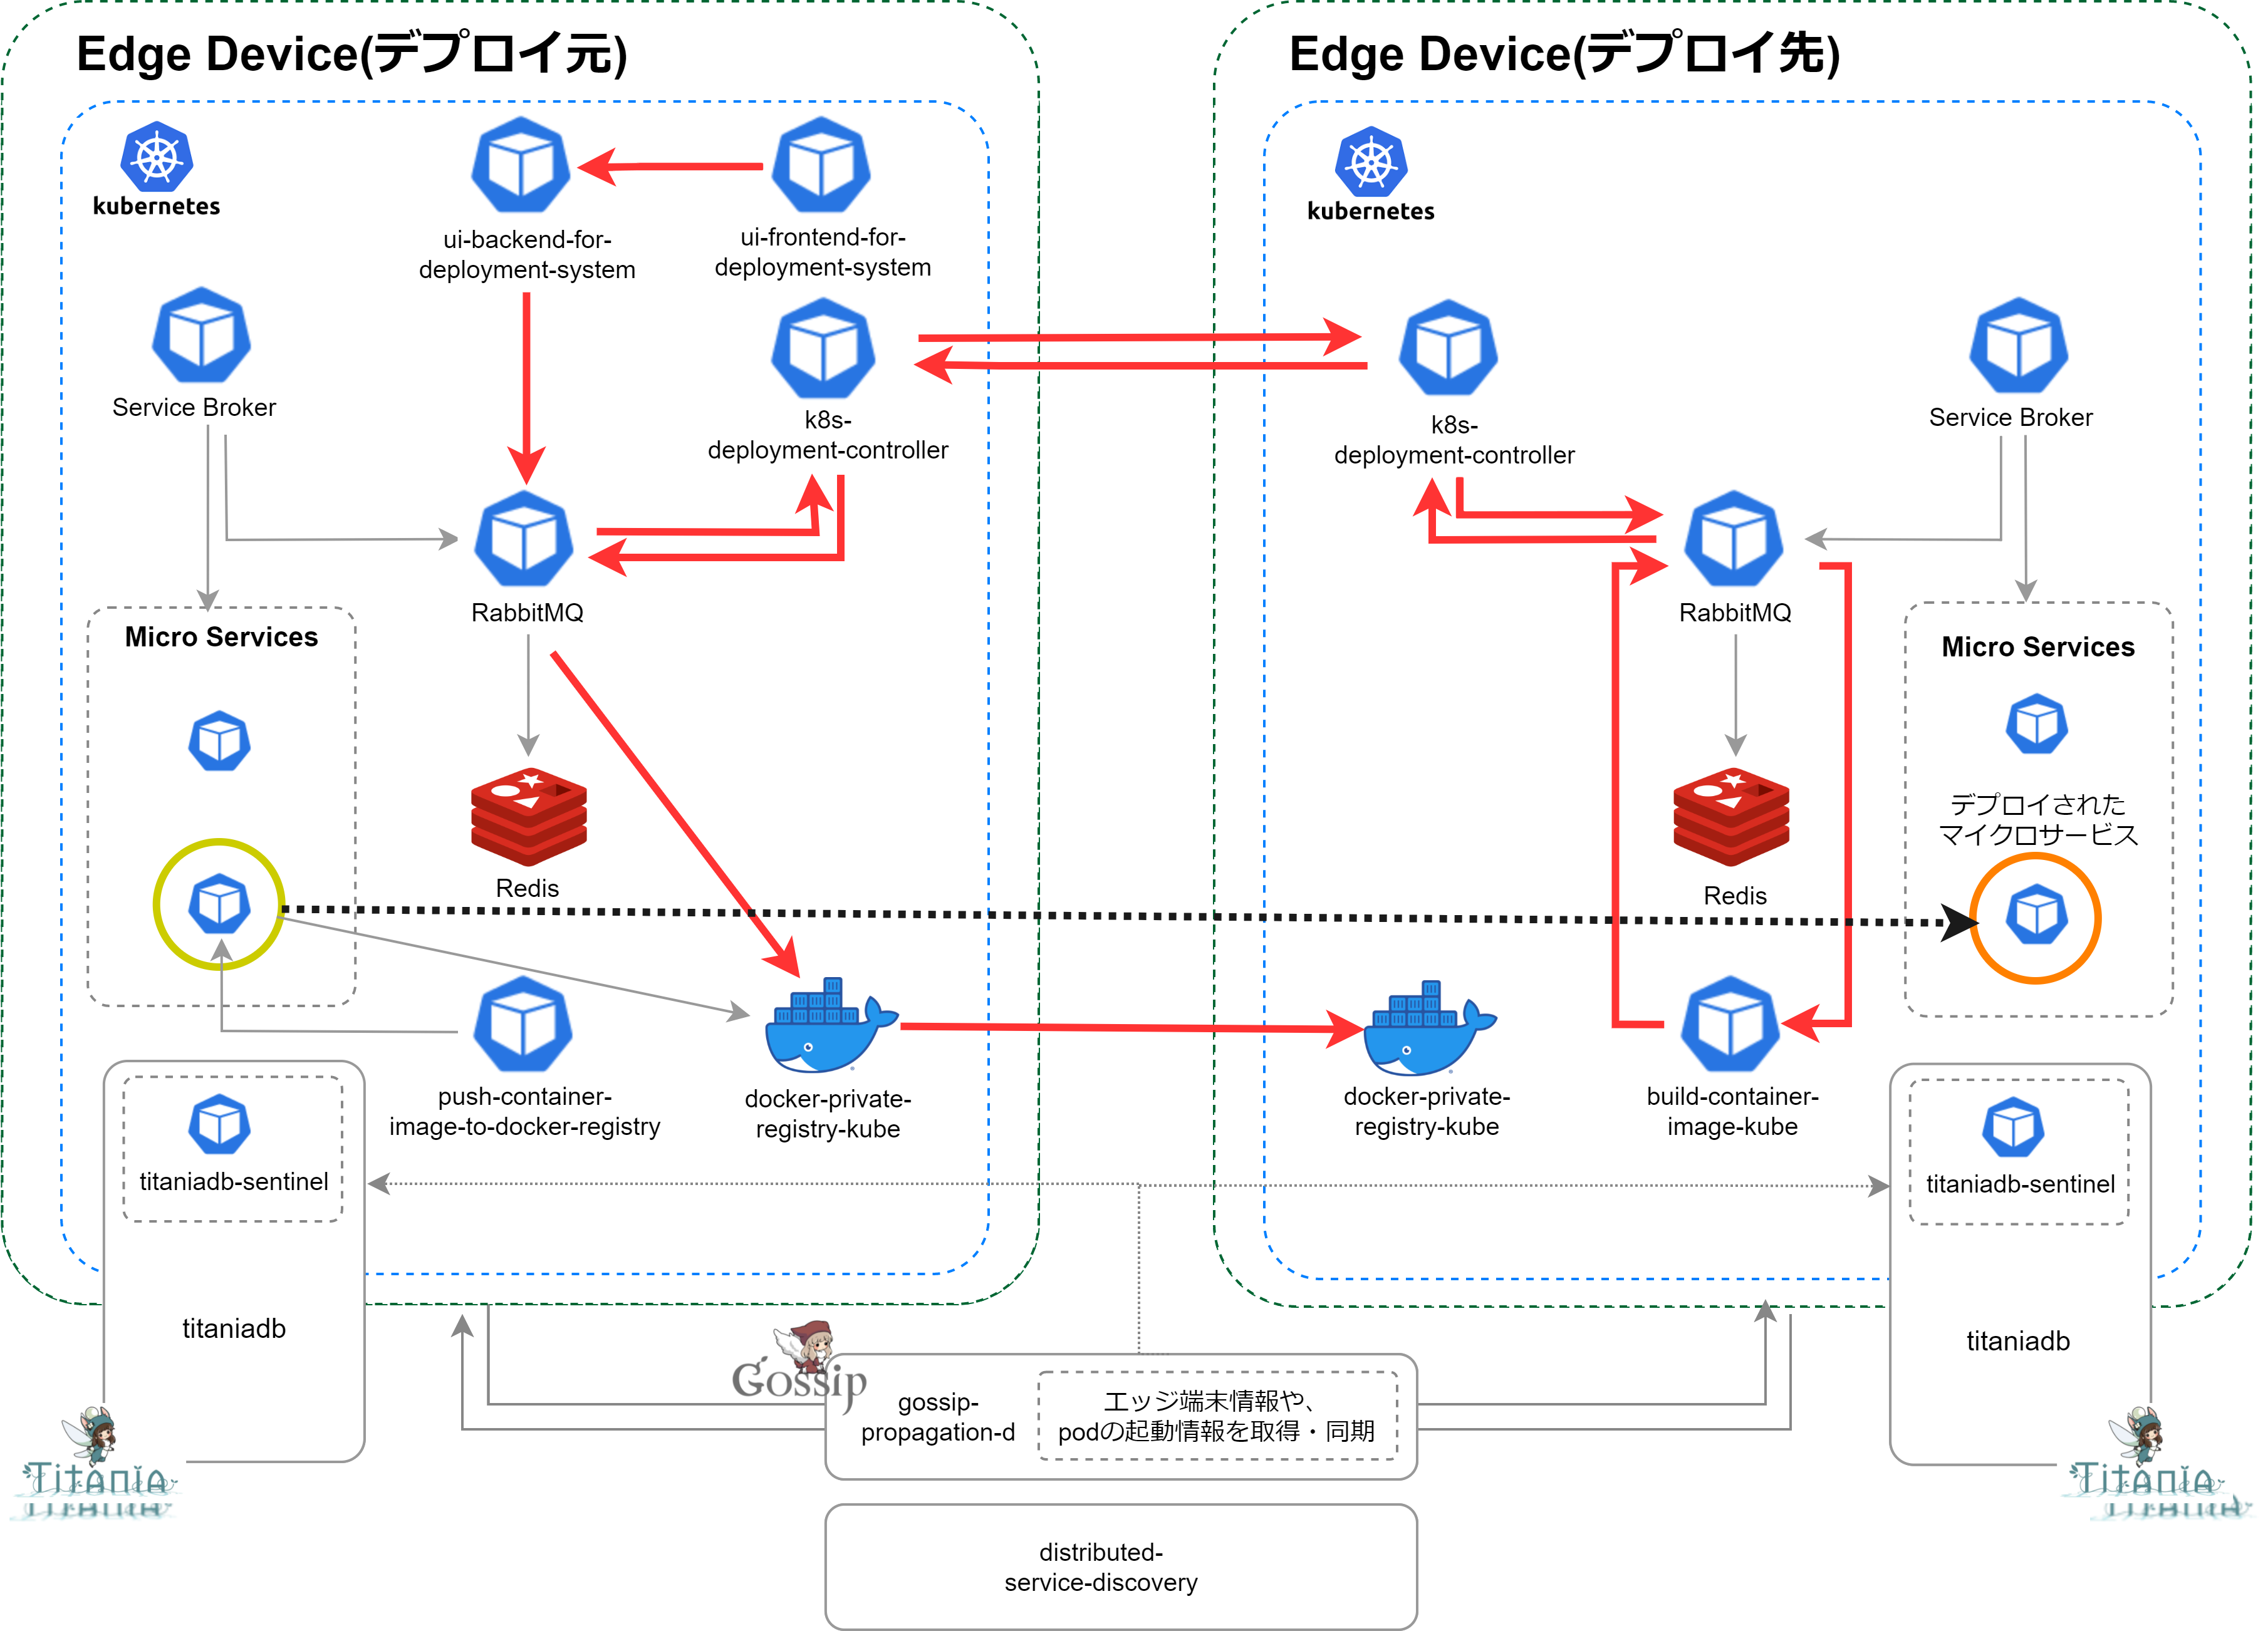 Edge Device(デプロイ元)
kubernetes
ui-backend-for-
deployment-system
ui-frontend-for-
deployment-system
Service Broker
k8s-
deployment-controller
RabbitMQ
Micro Services
Redis
push-container-
image-to-docker-registry
docker-private-
registry-kube
titaniadb-sentinel
titaniadb
Titania
Edge Device(デプロイ先)
kubernetes
k8s-
deployment-controller
Service Broker
RabbitMQ
Micro Services
デプロイされた
マイクロサービス
Redis
docker-private-
registry-kube
build-container-
image-kube
titaniadb-sentinel
titaniadb
Titania
Gossip
gossip-
propagation-d
エッジ端末情報や、
podの起動情報を取得・同期
distributed-
service-discovery